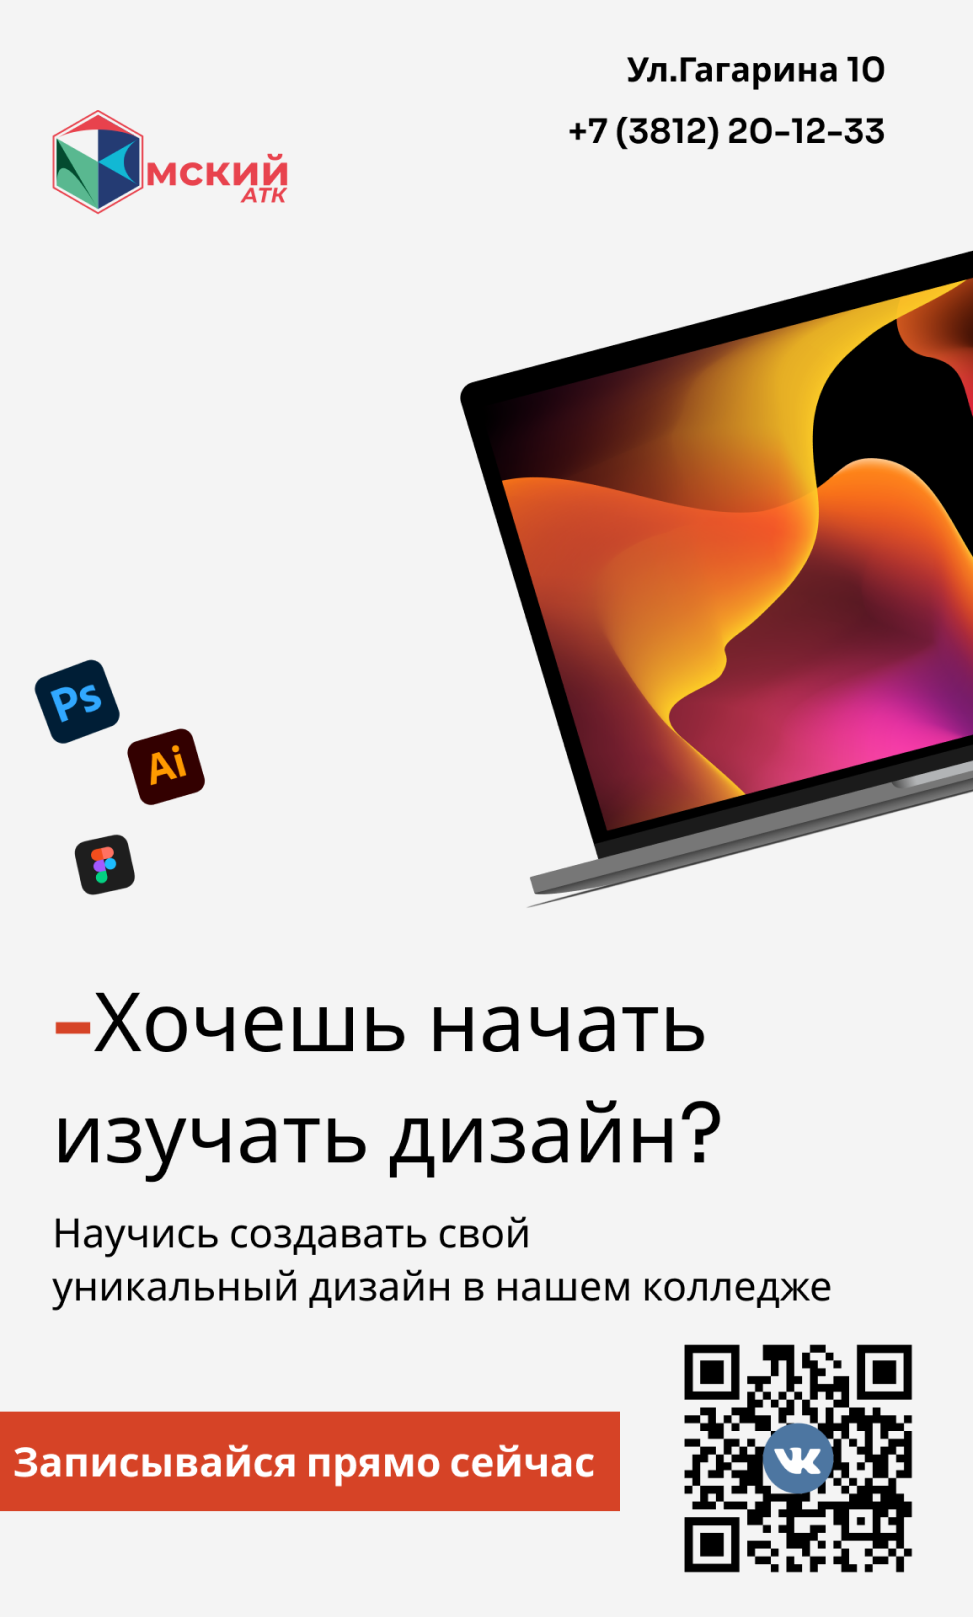 Ул.Гагарина 10
+7 (3812) 20-12-33
мский
АТК
Ps
Ai
-Хочешь начать
изучать дизайн?
Научись создавать свой
уникальный дизайн в нашем колледже
Записывайся прямо сейчас